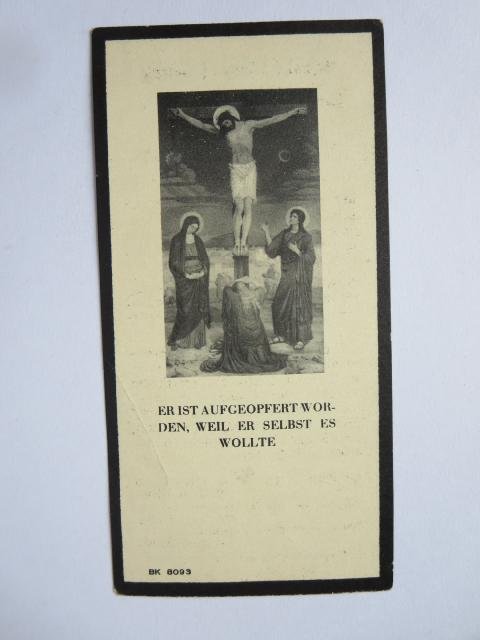 ER IST AUFGEOPFERT WOR-
DEN, WEIL ER SELBST ES
WOLLTE
BK 8093